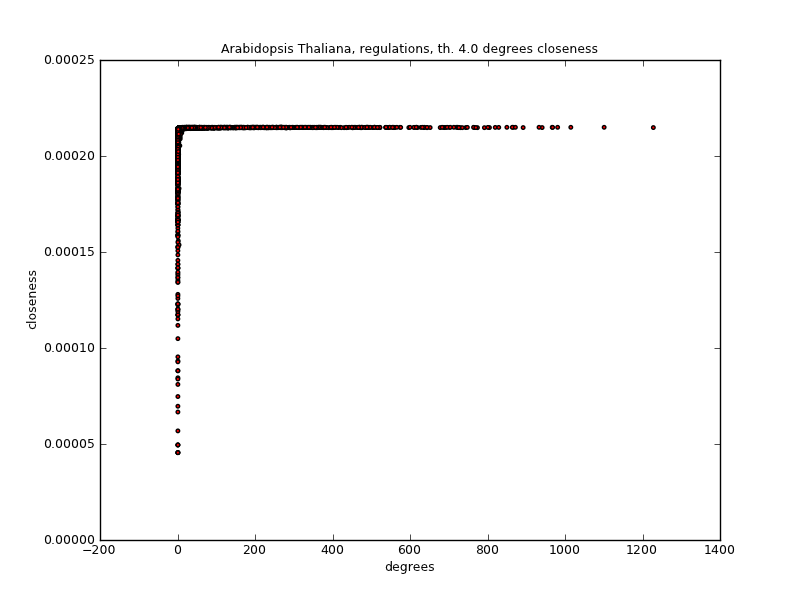 Arabidopsis Thaliana, regulations, th. 4.0 degrees closeness
0.00025
0.00020
0.00015
0.00010
0.00005
0.00000
closeness
−200 0 200 400 600 800 1000 1200 1400
degrees